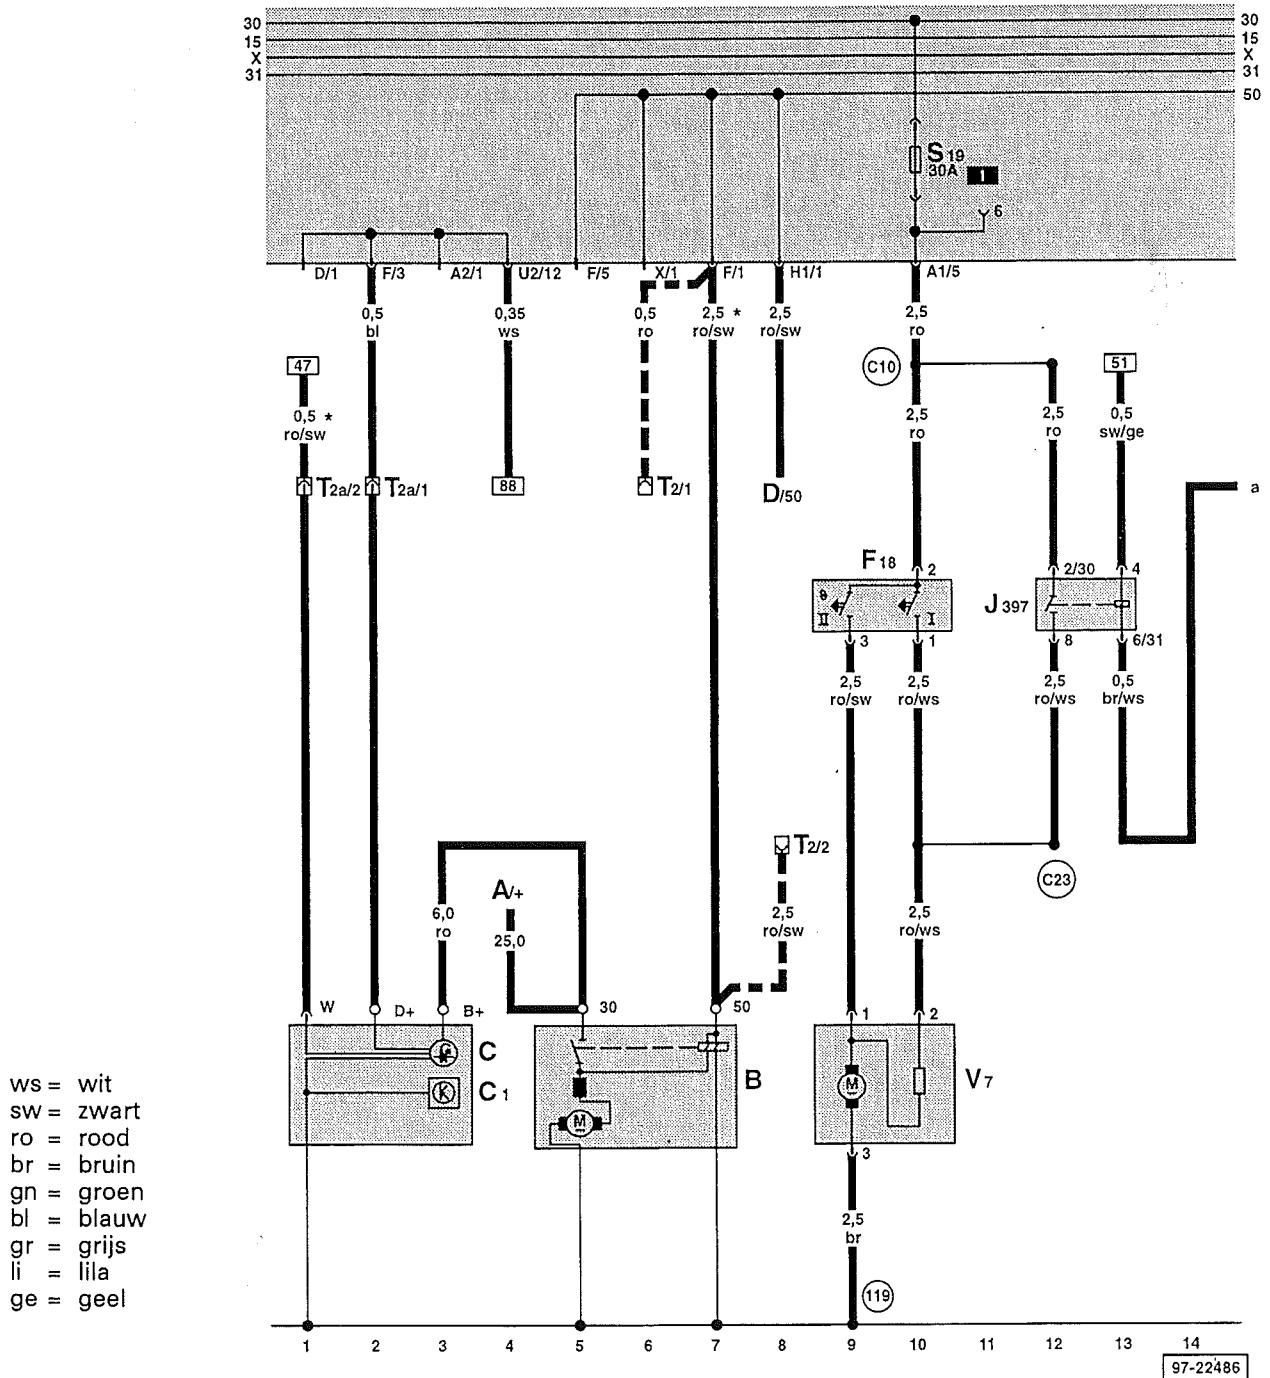 30 30
15 15
X X
31 31
50
S19
30A 1
6
D/1 F/3 A2/1 U2/12 F/5 X/1 F/1 H1/1 A1/5
0,5 0,35 0,5 2,5 * 2,5 2,5
bl ws ro ro/sw ro/sw ro
47 C10 51
0,5 * 2,5 2,5 0,5
ro/sw ro ro sw/ge
T2a/2 T2a/1 88 T2/1 D/50 a
F18 2 2/30 4
ϑ
II I J397
3 1 8 6/31
2,5 2,5 2,5 0,5
ro/sw ro/ws ro/ws br/ws
T2/2
C23
A/+
6,0 2,5 2,5
ro 25,0 ro/sw ro/ws
W D+ B+ 30 50 1 2
G C
K C1 M B M V7
3
ws = wit
sw = zwart
ro = rood
br = bruin
gn = groen
bl = blauw
gr = grijs
li = lila
ge = geel
2,5
br
119
1 2 3 4 5 6 7 8 9 10 11 12 13 14
97-22486